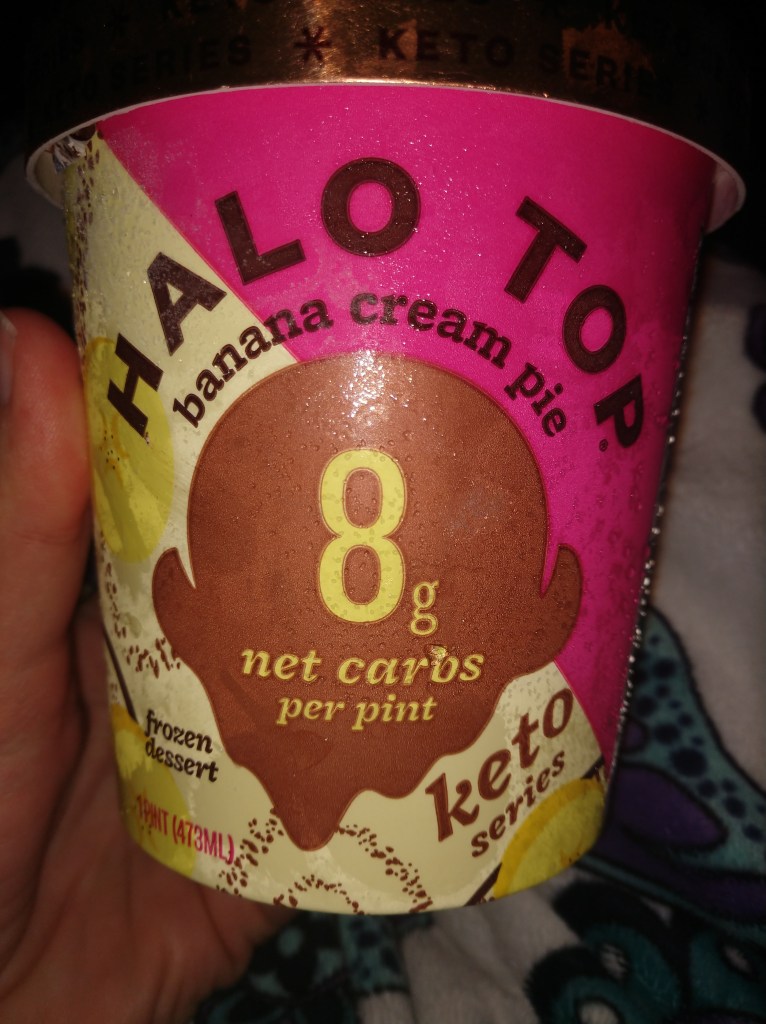 SERIES * KETO SERIES
HALO TOP®
banana cream pie
8g
net carbs
per pint
frozen
dessert
keto
series
1 PINT (473ML)